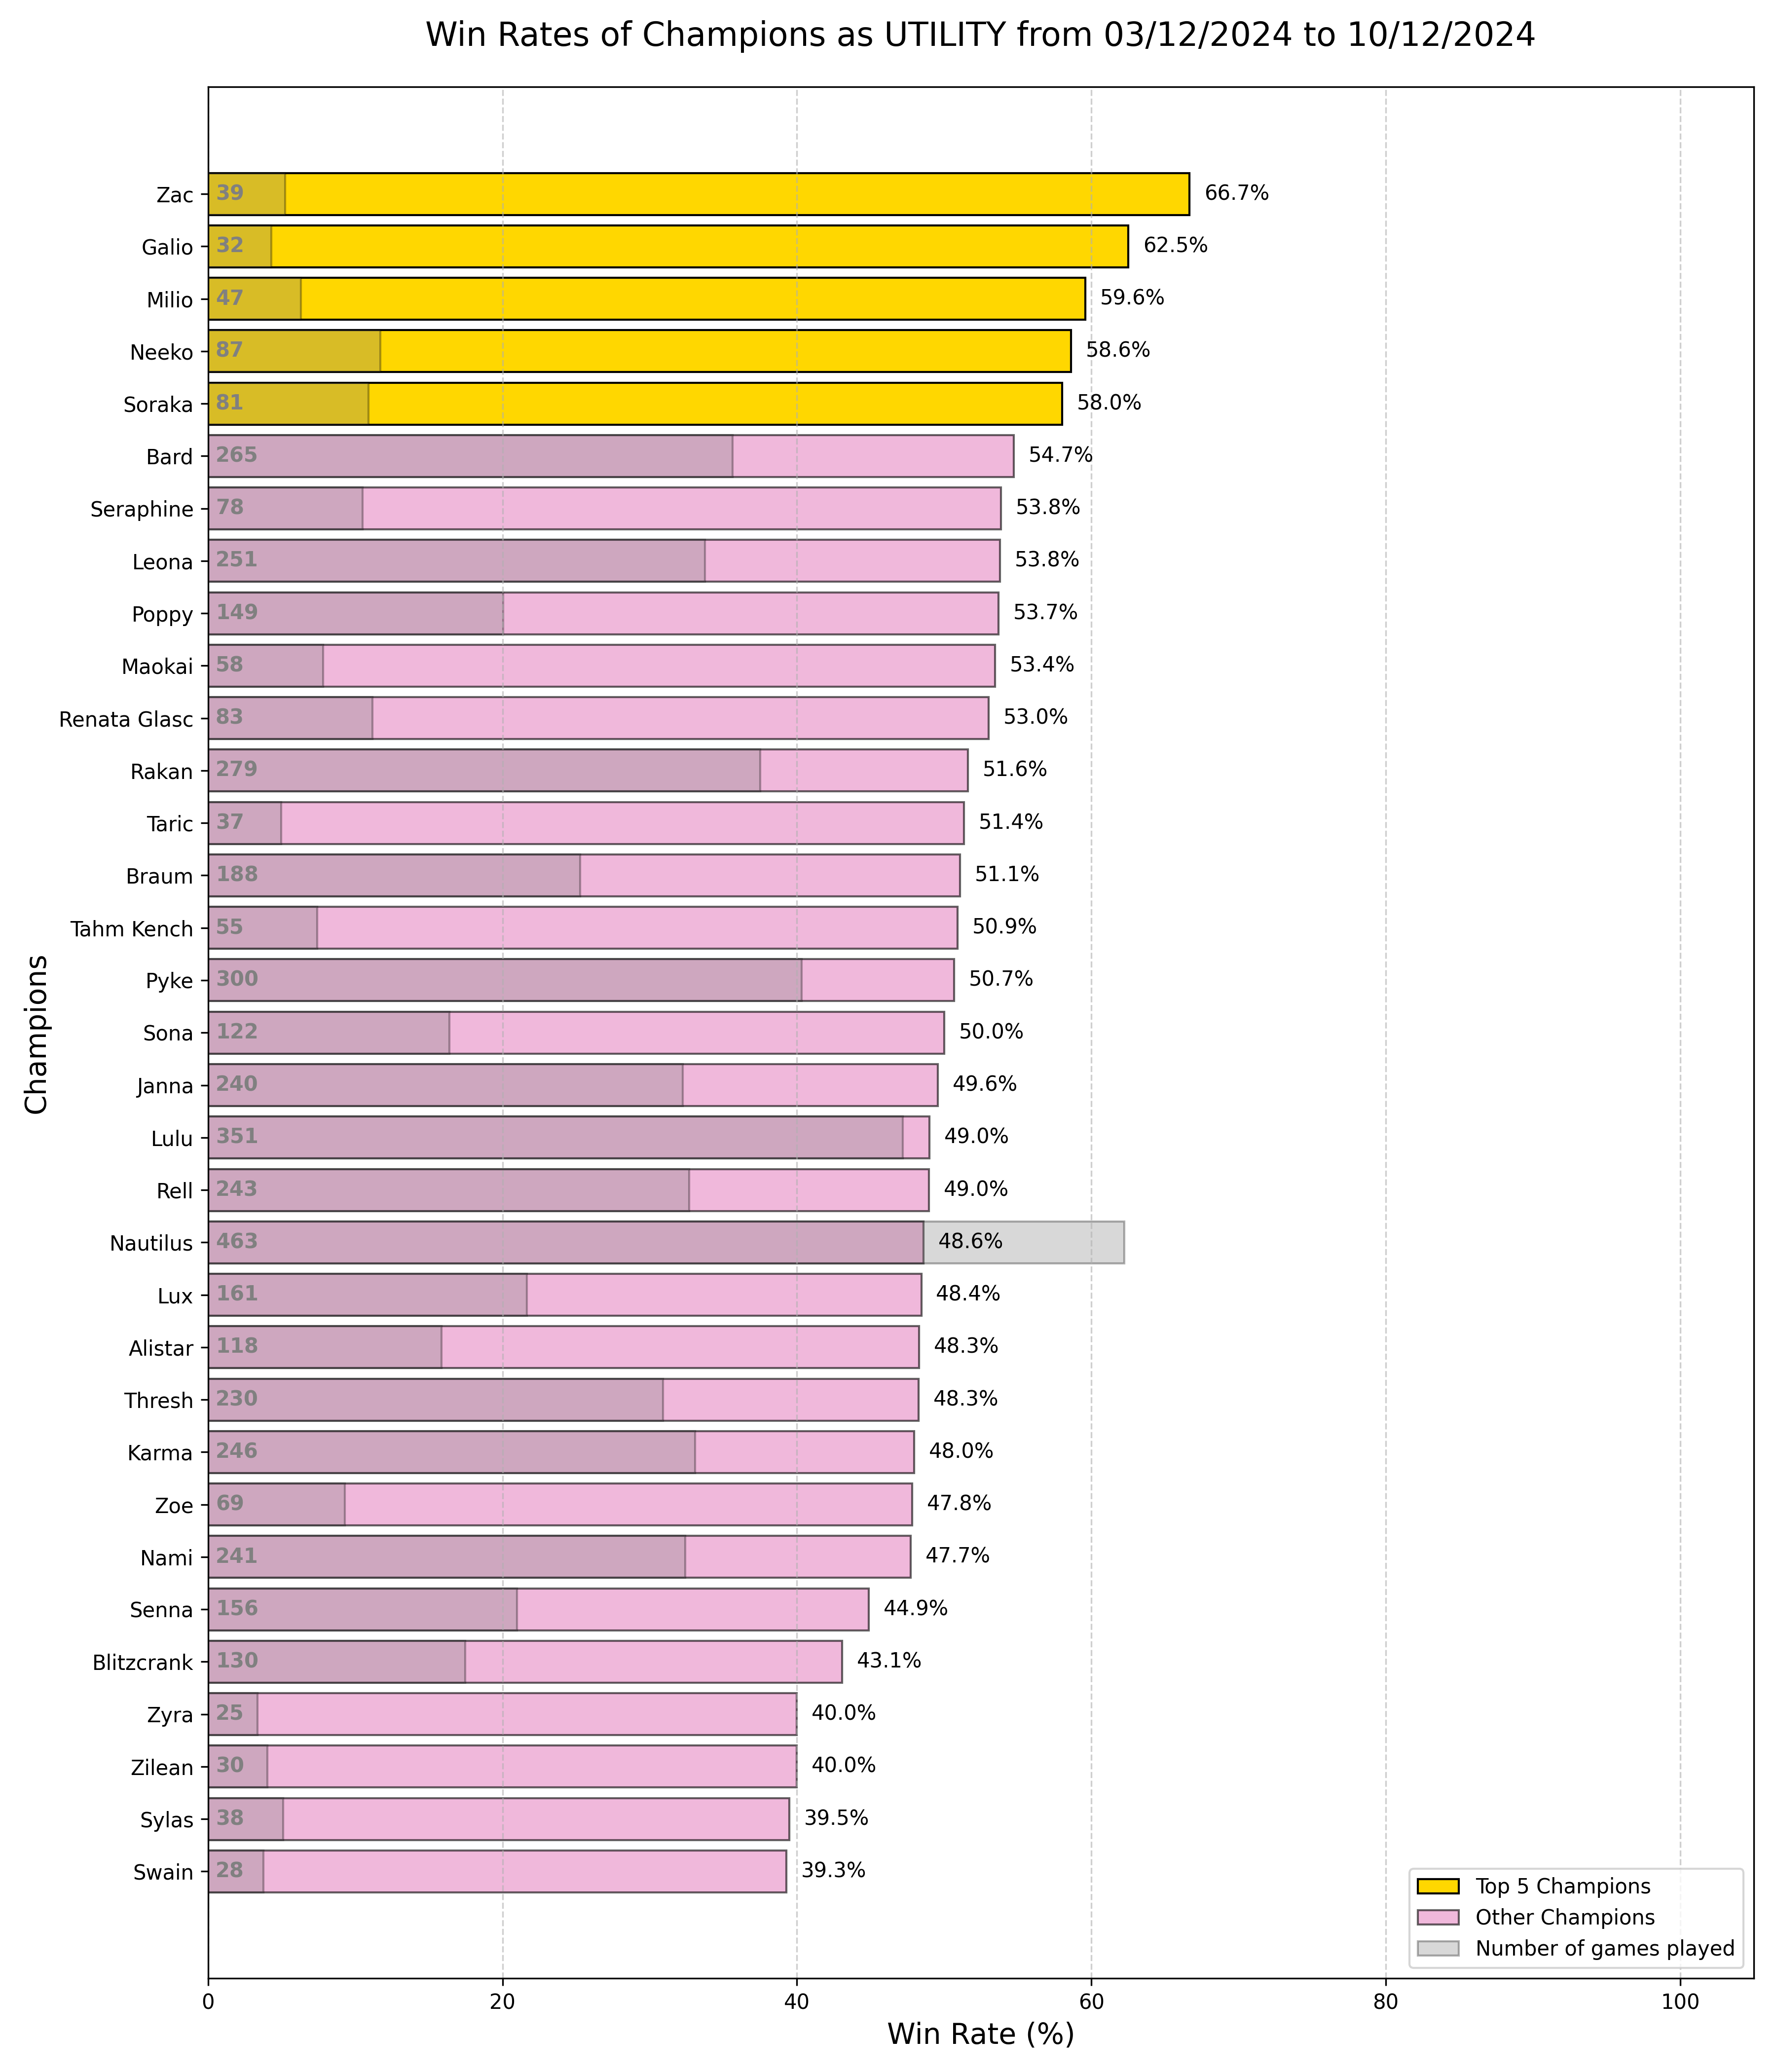 Win Rates of Champions as UTILITY from 03/12/2024 to 10/12/2024
Champions
Zac 39 66.7%
Galio 32 62.5%
Milio 47 59.6%
Neeko 87 58.6%
Soraka 81 58.0%
Bard 265 54.7%
Seraphine 78 53.8%
Leona 251 53.8%
Poppy 149 53.7%
Maokai 58 53.4%
Renata Glasc 83 53.0%
Rakan 279 51.6%
Taric 37 51.4%
Braum 188 51.1%
Tahm Kench 55 50.9%
Pyke 300 50.7%
Sona 122 50.0%
Janna 240 49.6%
Lulu 351 49.0%
Rell 243 49.0%
Nautilus 463 48.6%
Lux 161 48.4%
Alistar 118 48.3%
Thresh 230 48.3%
Karma 246 48.0%
Zoe 69 47.8%
Nami 241 47.7%
Senna 156 44.9%
Blitzcrank 130 43.1%
Zyra 25 40.0%
Zilean 30 40.0%
Sylas 38 39.5%
Swain 28 39.3%
Top 5 Champions
Other Champions
Number of games played
0 20 40 60 80 100
Win Rate (%)